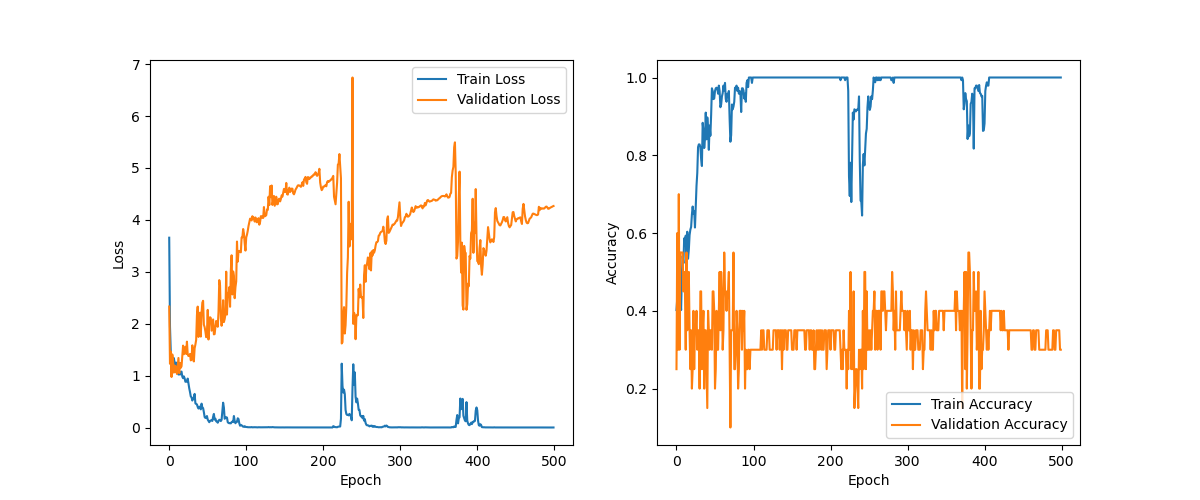 7
6
5
4
3
2
1
0
Loss
0 100 200 300 400 500
Epoch
Train Loss
Validation Loss
1.0
0.8
0.6
0.4
0.2
Accuracy
0 100 200 300 400 500
Epoch
Train Accuracy
Validation Accuracy